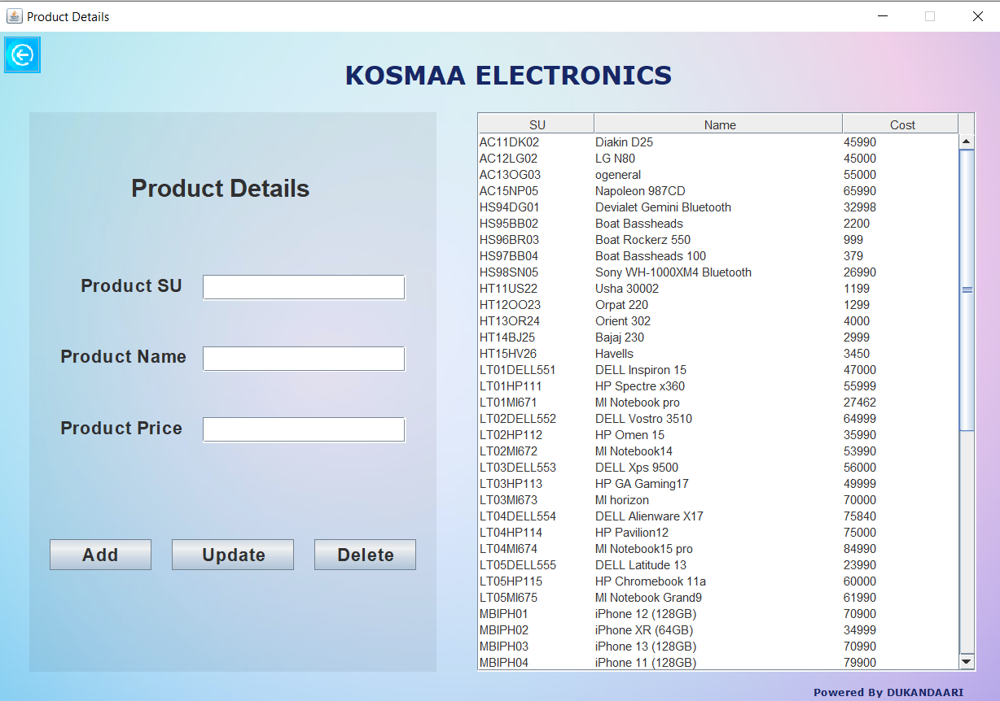 Product Details
KOSMAA ELECTRONICS
Product Details
Product SU
Product Name
Product Price
Add Update Delete
SU Name Cost
AC11DK02 Diakin D25 45990
AC12LG02 LG N80 45000
AC13OG03 ogeneral 55000
AC15NP05 Napoleon 987CD 65990
HS94DG01 Devialet Gemini Bluetooth 32998
HS95BB02 Boat Bassheads 2200
HS96BR03 Boat Rockerz 550 999
HS97BB04 Boat Bassheads 100 379
HS98SN05 Sony WH-1000XM4 Bluetooth 26990
HT11US22 Usha 30002 1199
HT12OO23 Orpat 220 1299
HT13OR24 Orient 302 4000
HT14BJ25 Bajaj 230 2999
HT15HV26 Havells 3450
LT01DELL551 DELL Inspiron 15 47000
LT01HP111 HP Spectre x360 55999
LT01MI671 MI Notebook pro 27462
LT02DELL552 DELL Vostro 3510 64999
LT02HP112 HP Omen 15 35990
LT02MI672 MI Notebook14 53990
LT03DELL553 DELL Xps 9500 56000
LT03HP113 HP GA Gaming17 49999
LT03MI673 MI horizon 70000
LT04DELL554 DELL Alienware X17 75840
LT04HP114 HP Pavilion12 75000
LT04MI674 MI Notebook15 pro 84990
LT05DELL555 DELL Latitude 13 23990
LT05HP115 HP Chromebook 11a 60000
LT05MI675 MI Notebook Grand9 61990
MBIPH01 iPhone 12 (128GB) 70900
MBIPH02 iPhone XR (64GB) 34999
MBIPH03 iPhone 13 (128GB) 70990
MBIPH04 iPhone 11 (128GB) 79900
Powered By DUKANDAARI